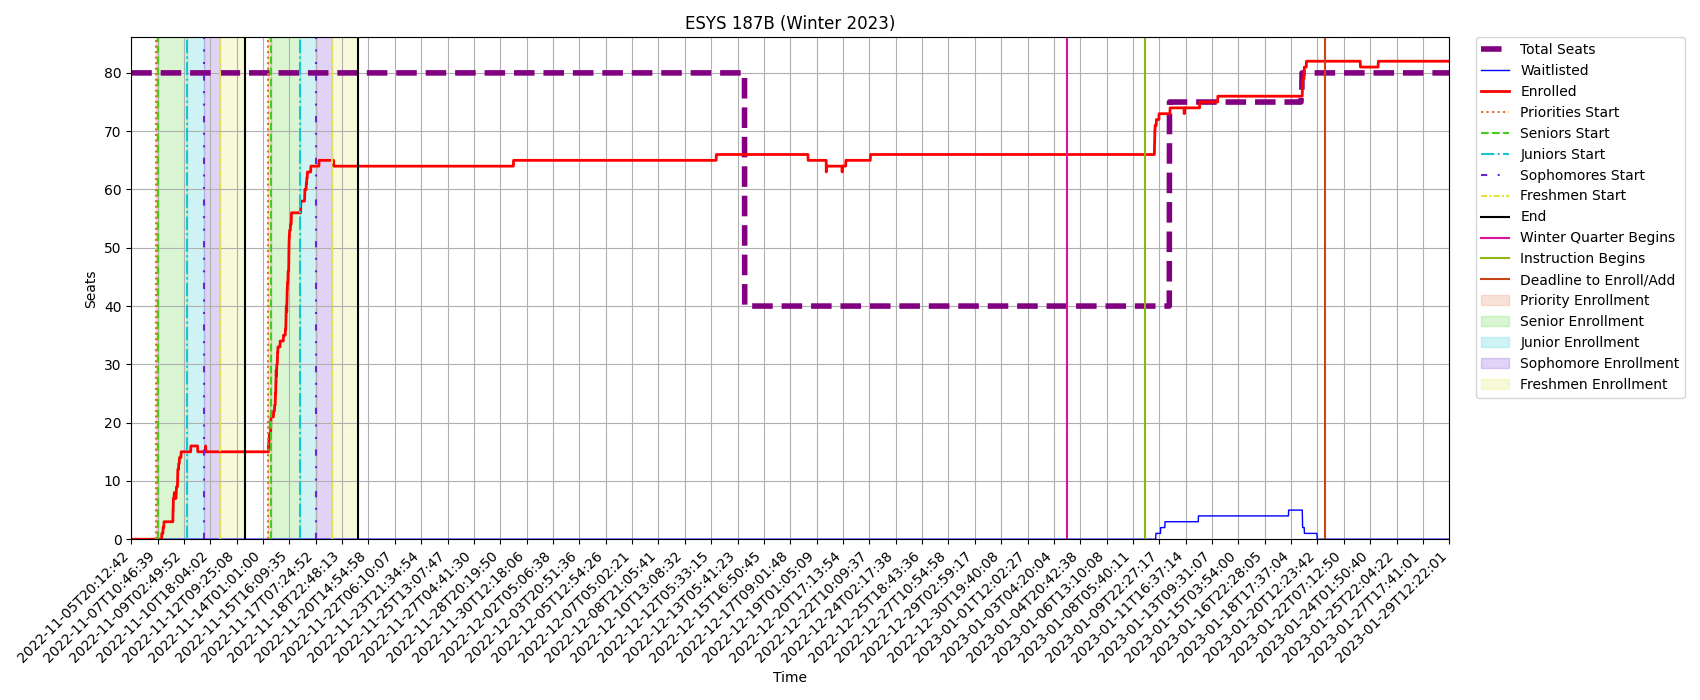 ESYS 187B (Winter 2023)
Seats
80
70
60
50
40
30
20
10
0
2022-11-05T20:12:42
2022-11-07T10:46:39
2022-11-09T02:49:52
2022-11-10T18:04:02
2022-11-12T09:25:08
2022-11-14T01:01:00
2022-11-15T16:09:35
2022-11-17T07:24:52
2022-11-18T22:48:13
2022-11-20T14:54:58
2022-11-22T06:10:07
2022-11-23T21:34:54
2022-11-25T13:07:47
2022-11-27T04:41:30
2022-11-28T20:19:50
2022-11-30T12:18:06
2022-12-02T05:06:38
2022-12-03T20:51:36
2022-12-05T12:54:26
2022-12-07T05:02:21
2022-12-08T21:05:41
2022-12-10T13:08:32
2022-12-12T05:33:15
2022-12-13T05:41:23
2022-12-15T16:50:45
2022-12-17T09:01:48
2022-12-19T01:05:09
2022-12-20T17:13:54
2022-12-22T10:09:37
2022-12-24T02:17:38
2022-12-25T18:43:36
2022-12-27T10:54:58
2022-12-29T02:59:17
2022-12-30T19:40:08
2023-01-01T12:02:27
2023-01-03T04:20:04
2023-01-04T20:42:38
2023-01-06T13:10:08
2023-01-08T05:40:11
2023-01-09T22:27:17
2023-01-11T16:37:14
2023-01-13T09:31:07
2023-01-15T03:54:00
2023-01-16T22:28:05
2023-01-18T17:37:04
2023-01-20T12:23:42
2023-01-22T07:12:50
2023-01-24T01:50:40
2023-01-25T22:04:22
2023-01-27T17:41:01
2023-01-29T12:22:01
Time
Total Seats
Waitlisted
Enrolled
Priorities Start
Seniors Start
Juniors Start
Sophomores Start
Freshmen Start
End
Winter Quarter Begins
Instruction Begins
Deadline to Enroll/Add
Priority Enrollment
Senior Enrollment
Junior Enrollment
Sophomore Enrollment
Freshmen Enrollment